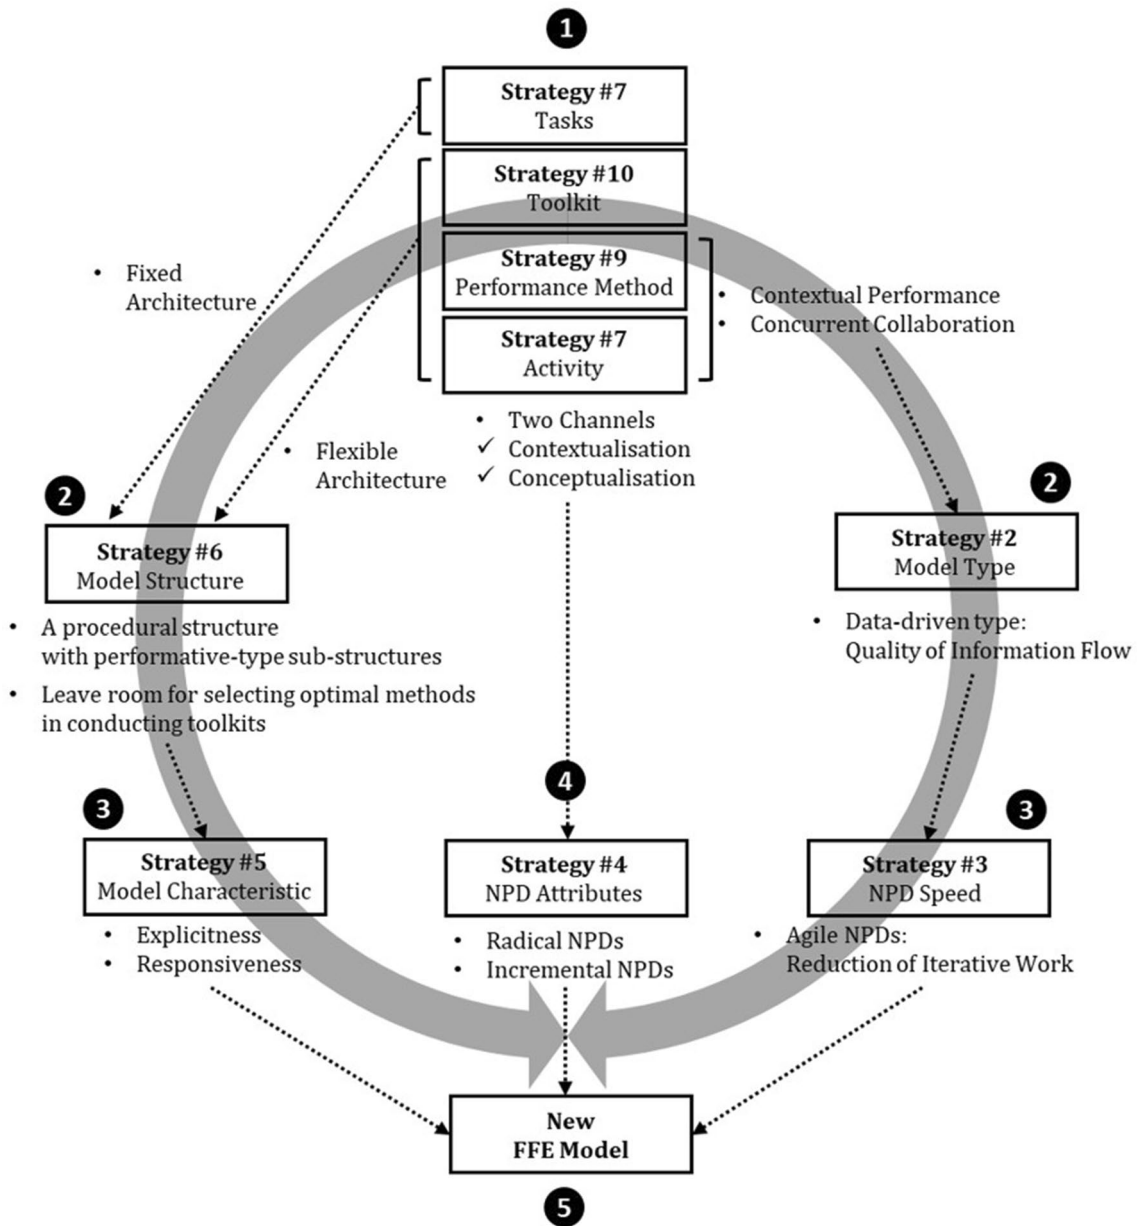 1
Strategy #7
Tasks
Strategy #10
Toolkit
Strategy #9
Performance Method
Strategy #7
Activity
• Fixed
Architecture
• Contextual Performance
• Concurrent Collaboration
• Two Channels
✓ Contextualisation
✓ Conceptualisation
• Flexible
Architecture
2
Strategy #6
Model Structure
• A procedural structure
with performative-type sub-structures
• Leave room for selecting optimal methods
in conducting toolkits
2
Strategy #2
Model Type
• Data-driven type:
Quality of Information Flow
3
Strategy #5
Model Characteristic
• Explicitness
• Responsiveness
4
Strategy #4
NPD Attributes
• Radical NPDs
• Incremental NPDs
3
Strategy #3
NPD Speed
• Agile NPDs:
Reduction of Iterative Work
New
FFE Model
5